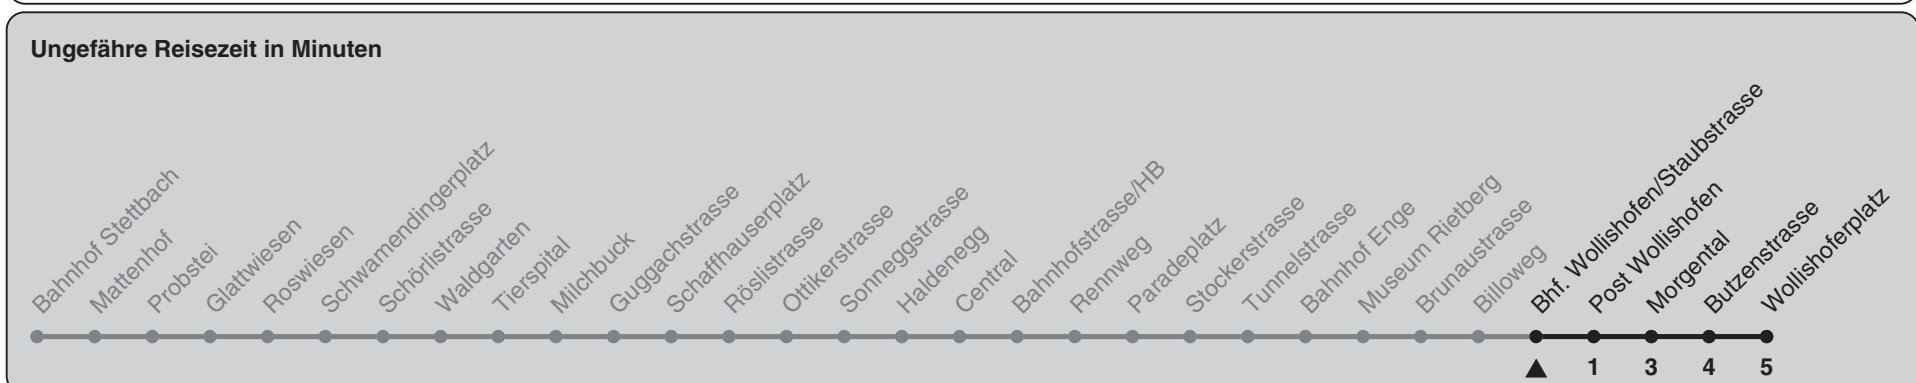 Ungefähre Reisezeit in Minuten
Bahnhof Stettbach
Mattenhof
Probstei
Glattwiesen
Roswiesen
Schwamendingerplatz
Schörlistrasse
Waldgarten
Tierspital
Milchbuck
Guggachstrasse
Schaffhauserplatz
Röslistrasse
Ottikerstrasse
Sonneggstrasse
Haldenegg
Central
Bahnhofstrasse/HB
Rennweg
Paradeplatz
Stockerstrasse
Tunnelstrasse
Bahnhof Enge
Museum Rietberg
Brunaustrasse
Billoweg
Bhf. Wollishofen/Staubstrasse
Post Wollishofen
Morgental
Butzenstrasse
Wollishoferplatz
1 3 4 5